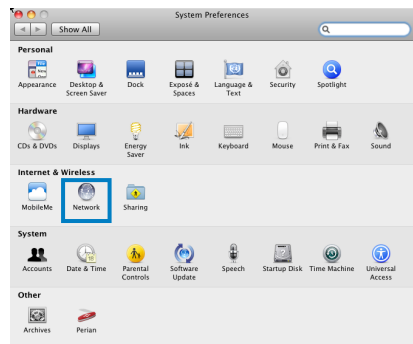 System Preferences
Show All
Personal
Appearance
Desktop &
Screen Saver
Dock
Exposé &
Spaces
Language &
Text
Security
Spotlight
Hardware
CDs & DVDs
Displays
Energy
Saver
Ink
Keyboard
Mouse
Print & Fax
Sound
Internet & Wireless
MobileMe
Network
Sharing
System
Accounts
Date & Time
Parental
Controls
Software
Update
Speech
Startup Disk
Time Machine
Universal
Access
Other
Archives
Perian